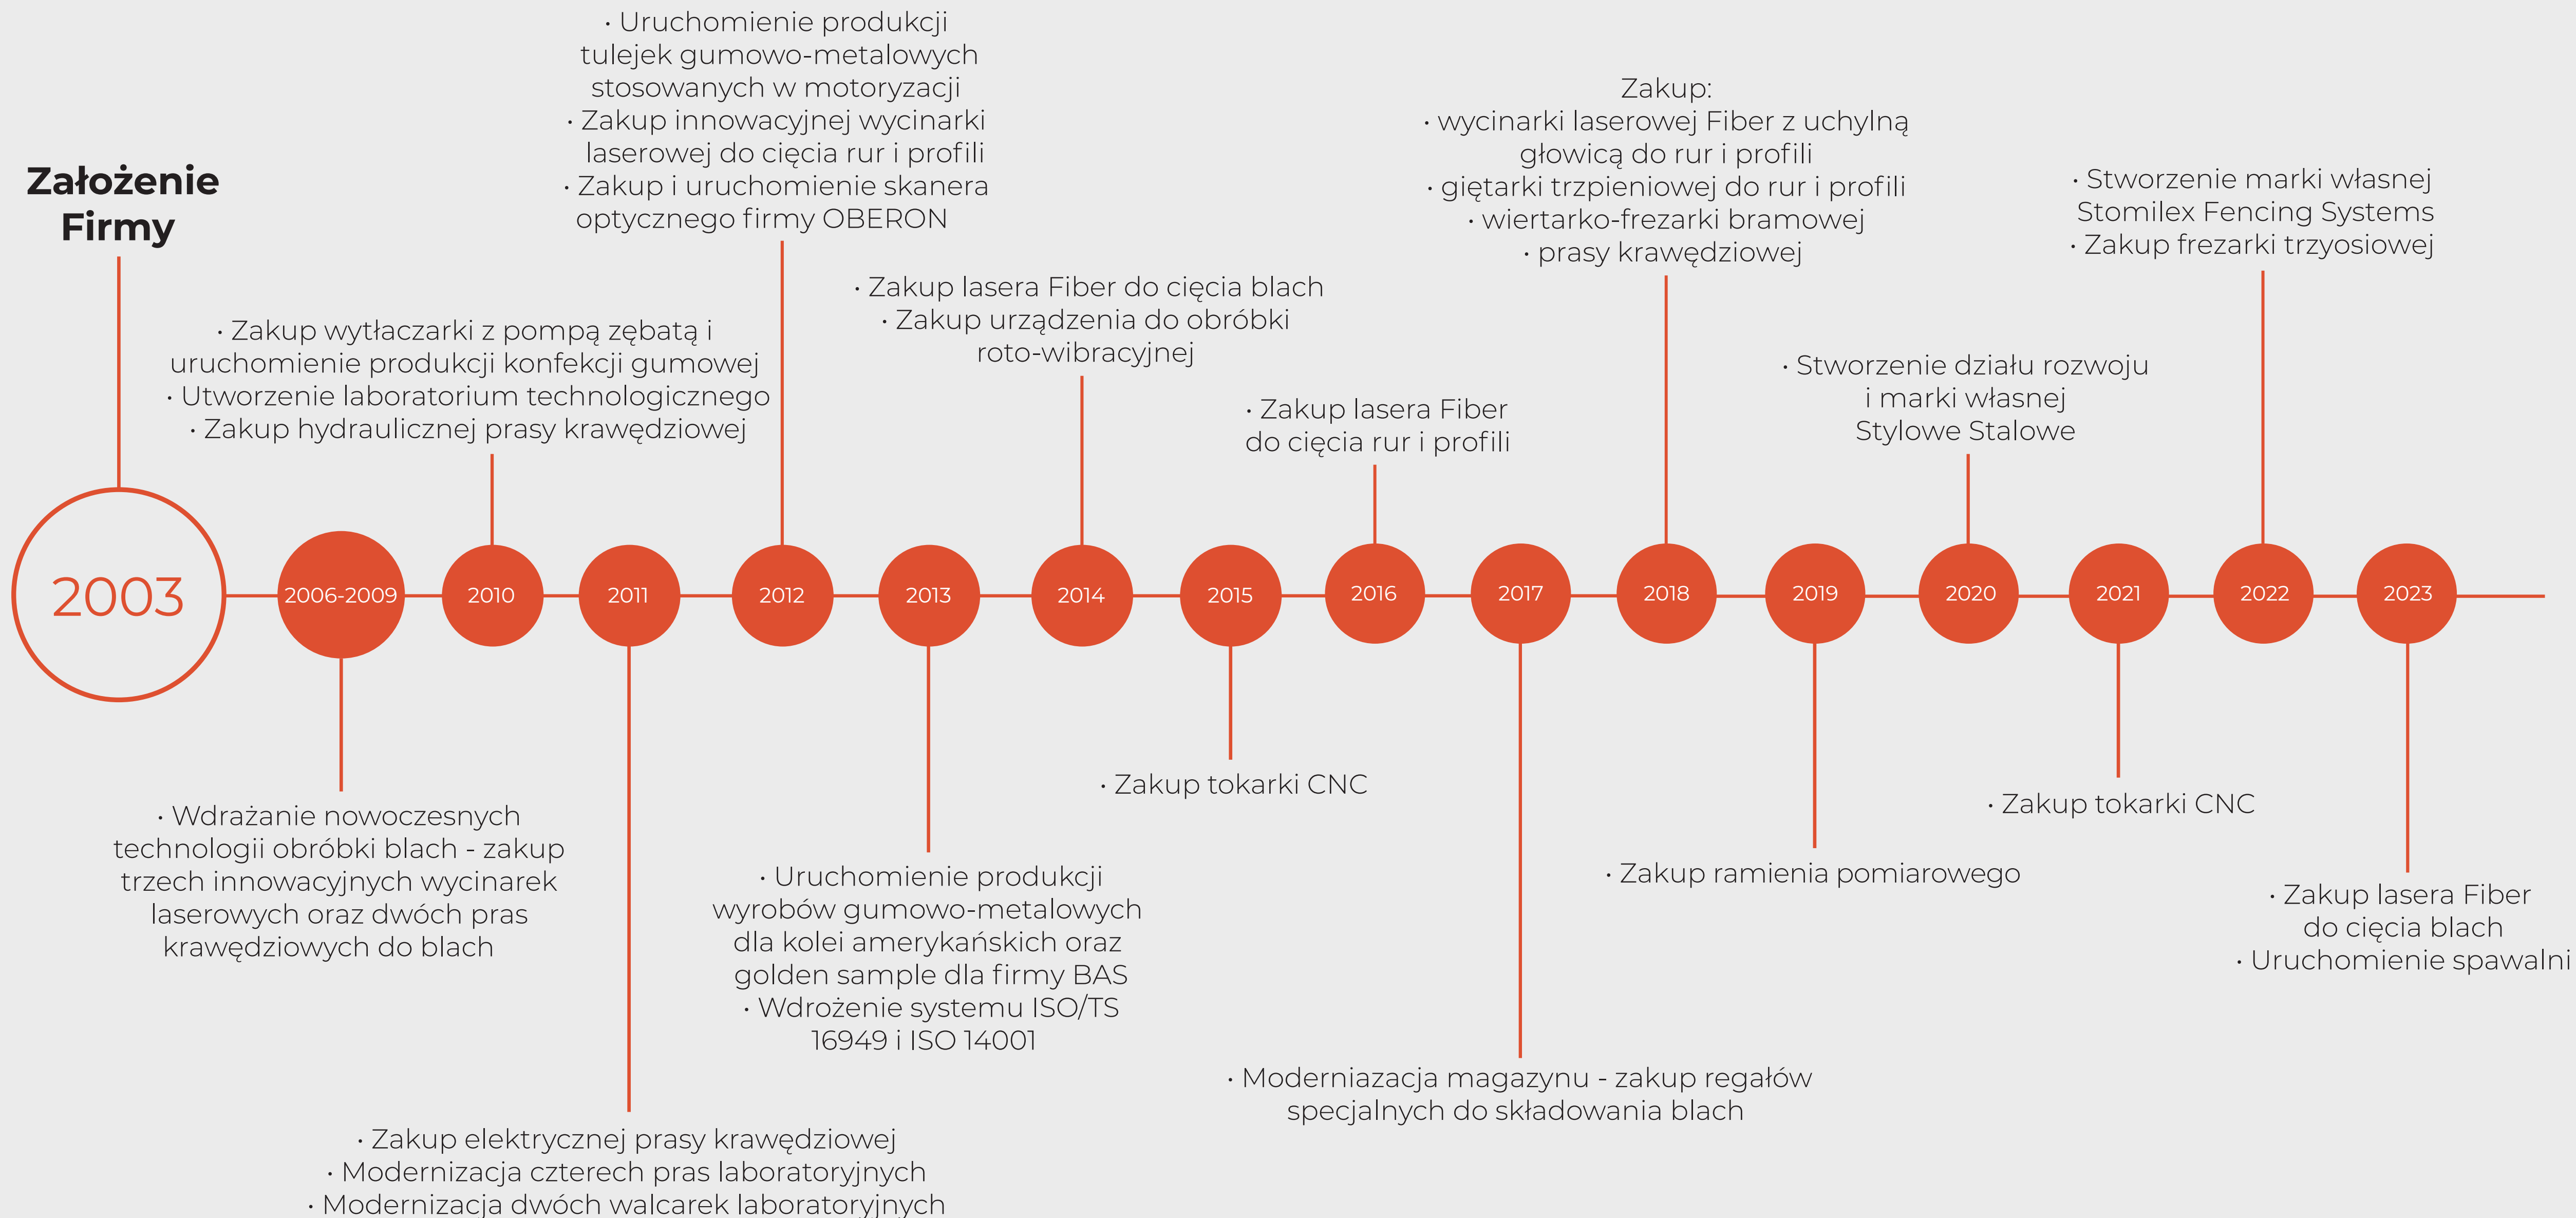 Założenie
Firmy
2003
2006-2009
· Wdrażanie nowoczesnych
technologii obróbki blach - zakup
trzech innowacyjnych wycinarek
laserowych oraz dwóch pras
krawędziowych do blach
· Zakup wytłaczarki z pompą zębatą i
uruchomienie produkcji konfekcji gumowej
· Utworzenie laboratorium technologicznego
· Zakup hydraulicznej prasy krawędziowej
2010
2011
· Zakup elektrycznej prasy krawędziowej
· Modernizacja czterech pras laboratoryjnych
· Modernizacja dwóch walcarek laboratoryjnych
· Uruchomienie produkcji
tulejek gumowo-metalowych
stosowanych w motoryzacji
· Zakup innowacyjnej wycinarki
laserowej do cięcia rur i profili
· Zakup i uruchomienie skanera
optycznego firmy OBERON
2012
2013
· Uruchomienie produkcji
wyrobów gumowo-metalowych
dla kolei amerykańskich oraz
golden sample dla firmy BAS
· Wdrożenie systemu ISO/TS
16949 i ISO 14001
· Zakup lasera Fiber do cięcia blach
· Zakup urządzenia do obróbki
roto-wibracyjnej
2014
2015
· Zakup tokarki CNC
· Zakup lasera Fiber
do cięcia rur i profili
2016
2017
· Moderniazacja magazynu - zakup regałów
specjalnych do składowania blach
Zakup:
· wycinarki laserowej Fiber z uchylną
głowicą do rur i profili
· giętarki trzpieniowej do rur i profili
· wiertarko-frezarki bramowej
· prasy krawędziowej
2018
2019
· Zakup ramienia pomiarowego
· Stworzenie działu rozwoju
i marki własnej
Stylowe Stalowe
2020
2021
· Zakup tokarki CNC
· Stworzenie marki własnej
Stomilex Fencing Systems
· Zakup frezarki trzyosiowej
2022
2023
· Zakup lasera Fiber
do cięcia blach
· Uruchomienie spawalni